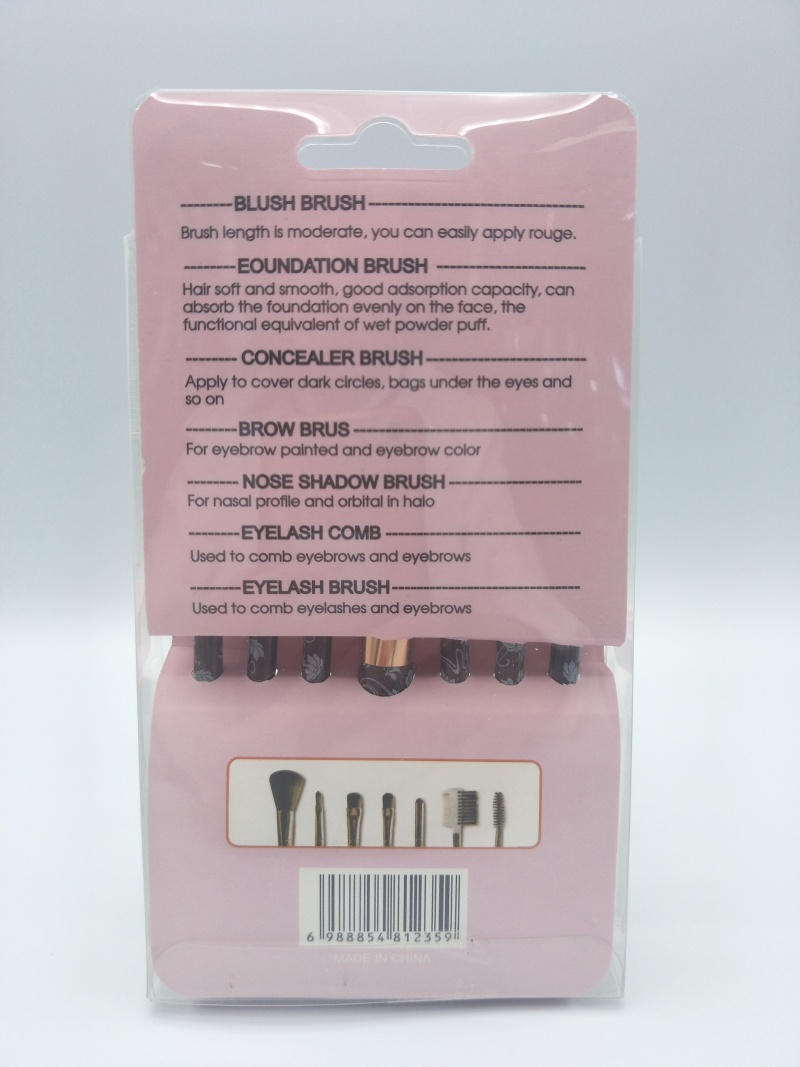 --------BLUSH BRUSH----------------------------------
Brush length is moderate, you can easily apply rouge.
--------EOUNDATION BRUSH -----------------------
Hair soft and smooth, good adsorption capacity, can
absorb the foundation evenly on the face, the
functional equivalent of wet powder puff.
-------- CONCEALER BRUSH-------------------------
Apply to cover dark circles, bags under the eyes and
so on
--------BROW BRUS -----------------------------------
For eyebrow painted and eyebrow color
-------- NOSE SHADOW BRUSH ---------------------
For nasal profile and orbital in halo
--------EYELASH COMB ------------------------------
Used to comb eyebrows and eyebrows
--------EYELASH BRUSH-----------------------------
Used to comb eyelashes and eyebrows
6 988854 812359
MADE IN CHINA